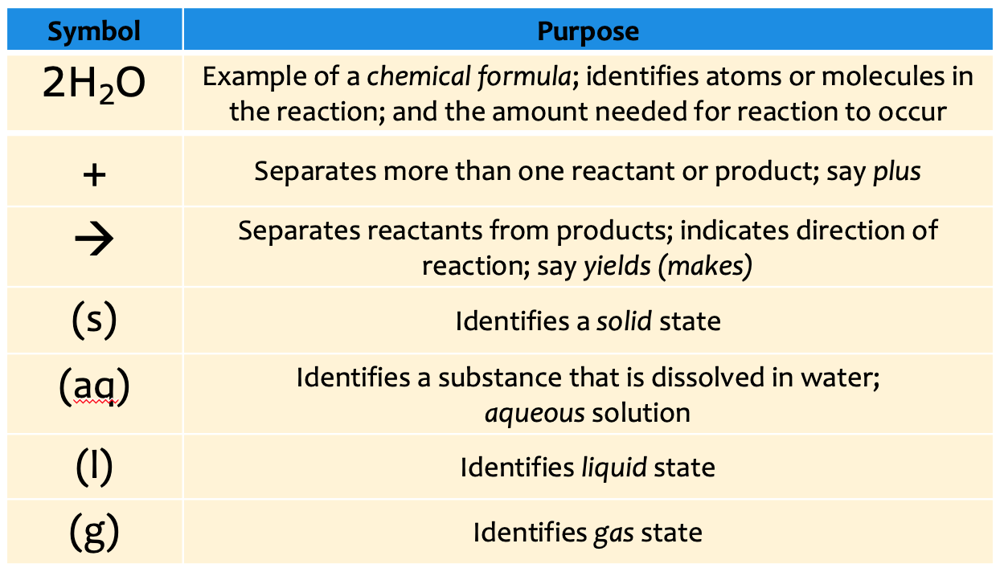 Symbol Purpose
2H₂O Example of a chemical formula; identifies atoms or molecules in
the reaction; and the amount needed for reaction to occur
+ Separates more than one reactant or product; say plus
→ Separates reactants from products; indicates direction of
reaction; say yields (makes)
(s) Identifies a solid state
(aq) Identifies a substance that is dissolved in water;
aqueous solution
(l) Identifies liquid state
(g) Identifies gas state